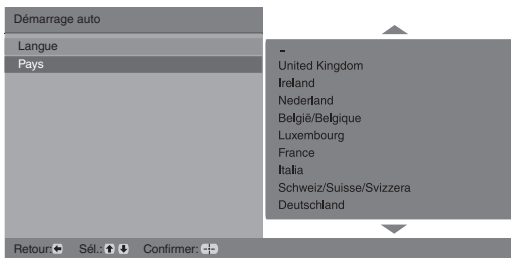 Démarrage auto
Langue
Pays
-
United Kingdom
Ireland
Nederland
België/Belgique
Luxembourg
France
Italia
Schweiz/Suisse/Svizzera
Deutschland
Retour: Sél.: Confirmer: